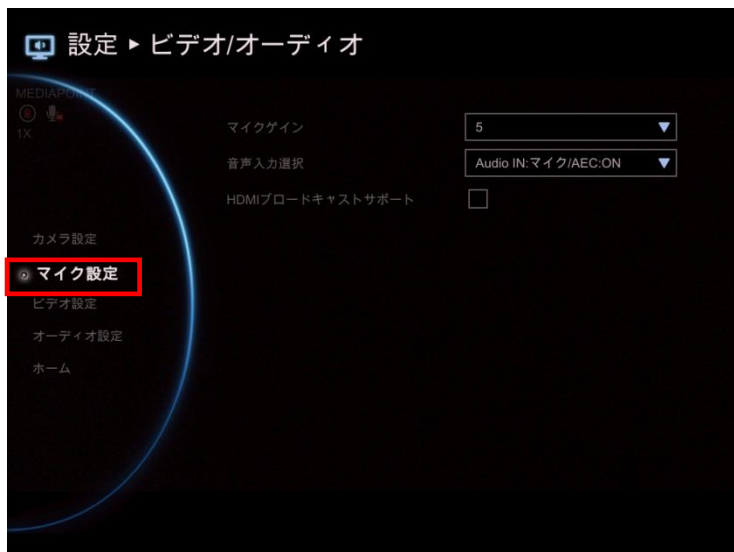 設定 ▸ ビデオ/オーディオ
MEDIAPOINT
1X
マイクゲイン 5
音声入力選択 Audio IN:マイク/AEC:ON
HDMIブロードキャストサポート
カメラ設定
マイク設定
ビデオ設定
オーディオ設定
ホーム